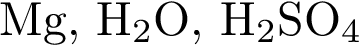 Mg, H₂O, H₂SO₄